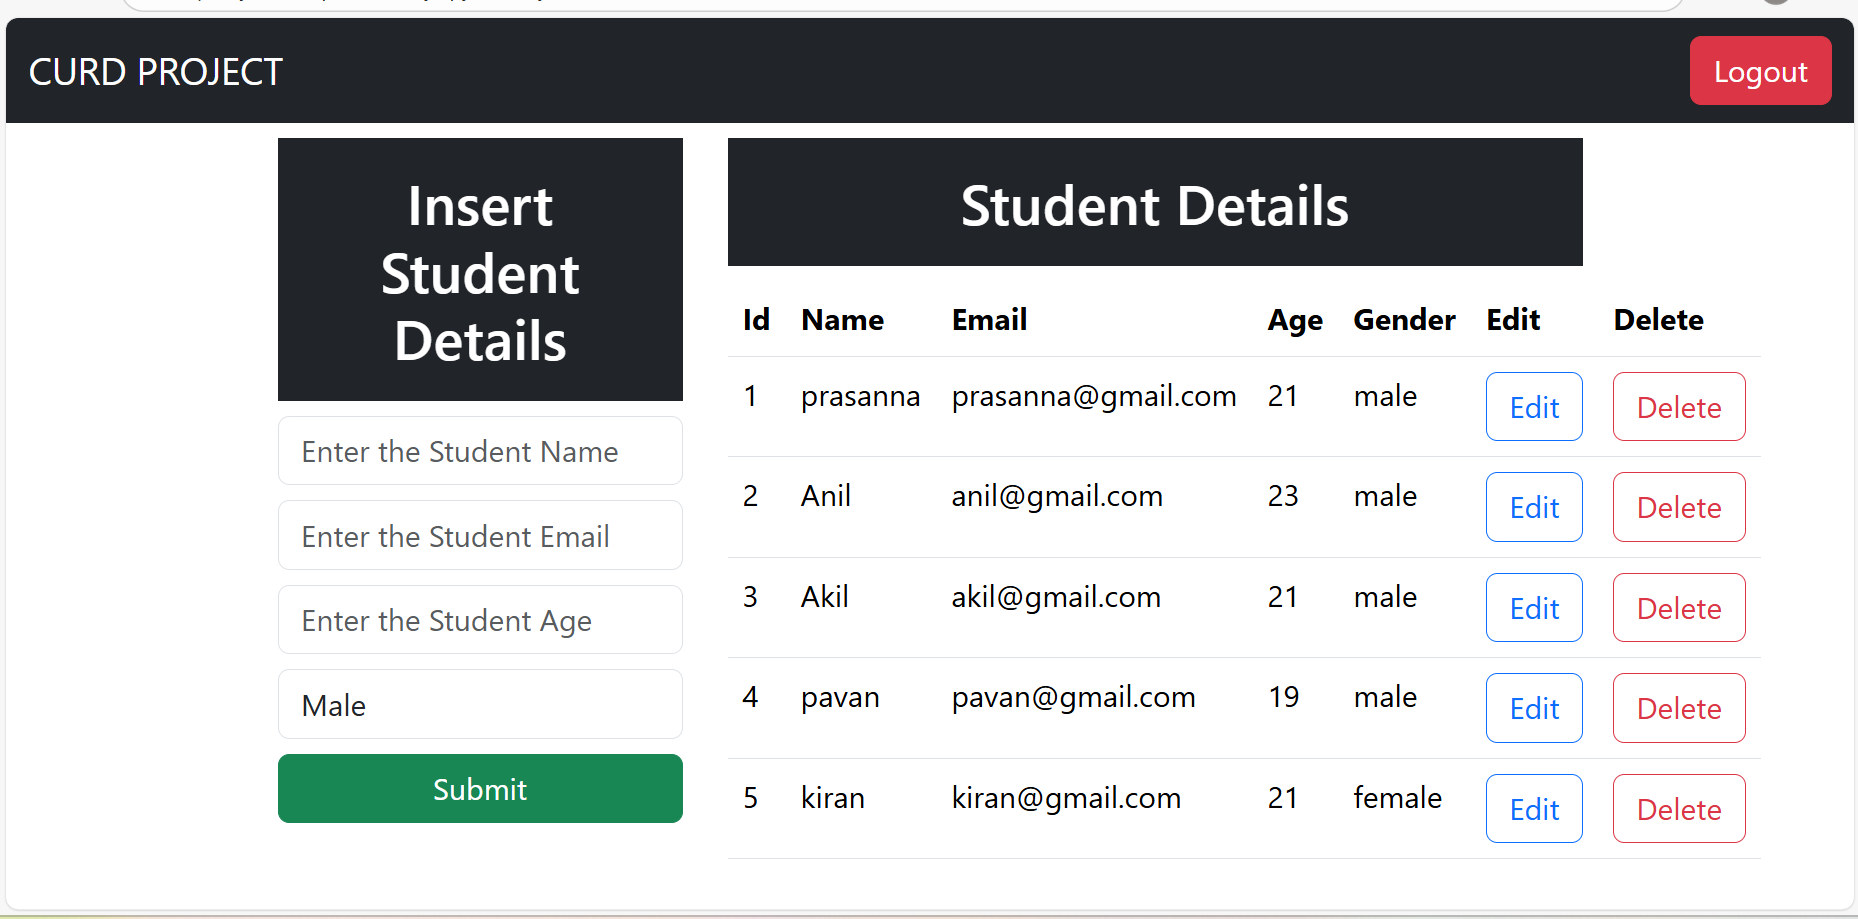 CURD PROJECT
Logout
Insert
Student
Details
Enter the Student Name
Enter the Student Email
Enter the Student Age
Male
Submit
Student Details
Id Name Email Age Gender Edit Delete
1 prasanna prasanna@gmail.com 21 male Edit Delete
2 Anil anil@gmail.com 23 male Edit Delete
3 Akil akil@gmail.com 21 male Edit Delete
4 pavan pavan@gmail.com 19 male Edit Delete
5 kiran kiran@gmail.com 21 female Edit Delete